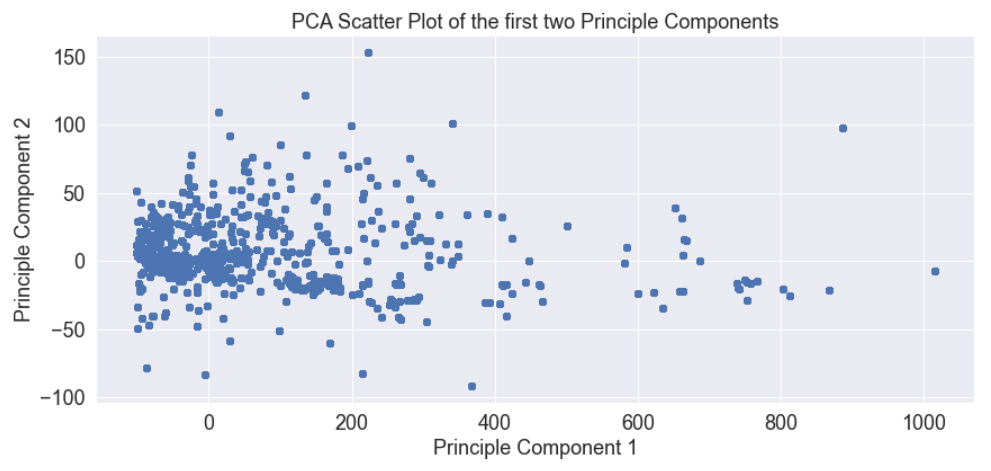 PCA Scatter Plot of the first two Principle Components
150
100
50
0
−50
−100
Principle Component 2
0 200 400 600 800 1000
Principle Component 1